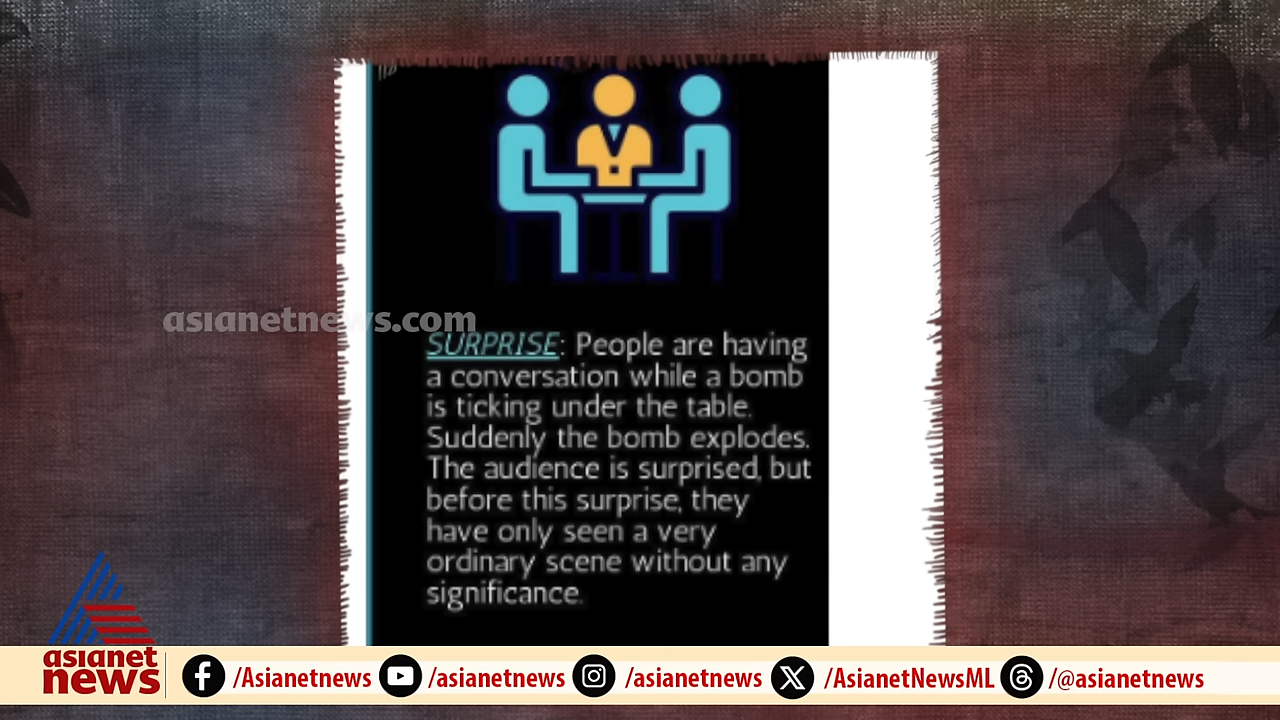 asianetnews.com
SURPRISE: People are having
a conversation while a bomb
is ticking under the table.
Suddenly the bomb explodes.
The audience is surprised, but
before this surprise, they
have only seen a very
ordinary scene without any
significance.
asianet
news
/Asianetnews
/asianetnews
/asianetnews
/AsianetNewsML
/@asianetnews